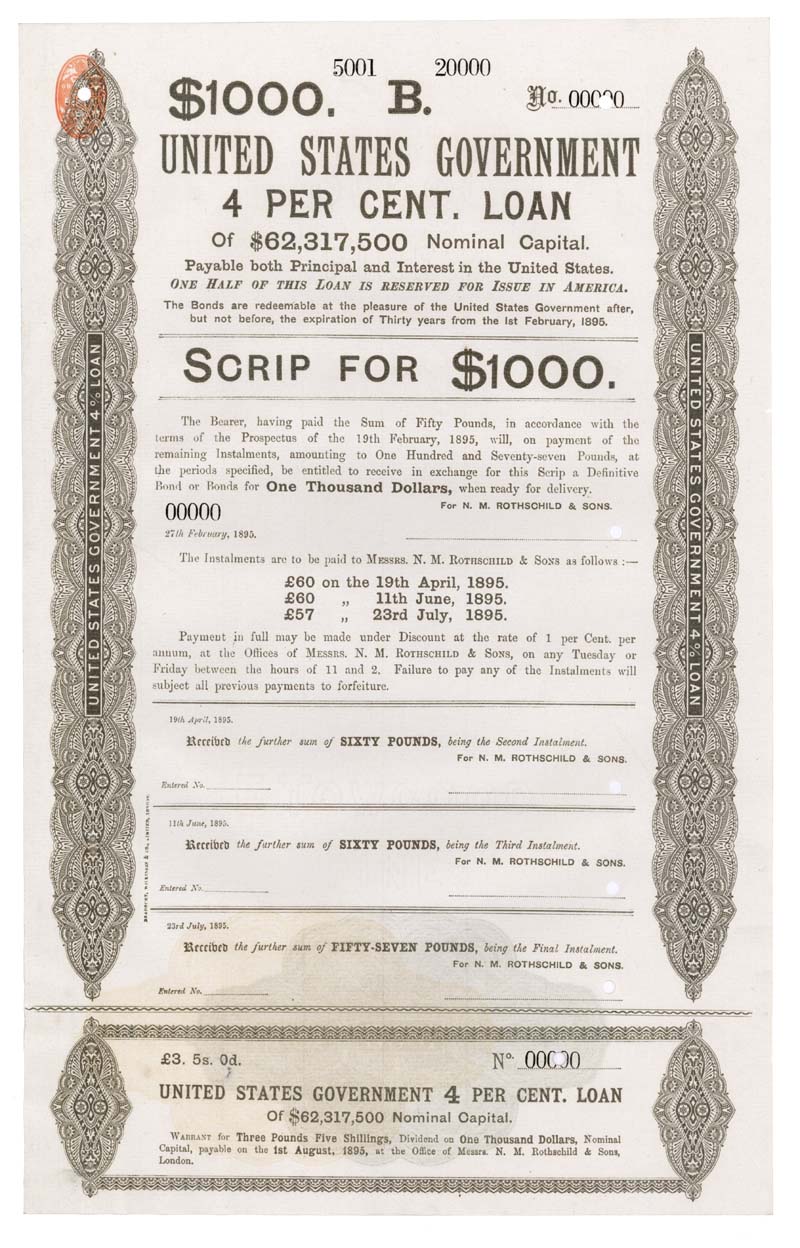 5001 20000
$1000. B. No. 00000
UNITED STATES GOVERNMENT
4 PER CENT. LOAN
Of $62,317,500 Nominal Capital.
Payable both Principal and Interest in the United States.
ONE HALF OF THIS LOAN IS RESERVED FOR ISSUE IN AMERICA.
The Bonds are redeemable at the pleasure of the United States Government after,
but not before, the expiration of Thirty years from the 1st February, 1895.
SCRIP FOR $1000.
The Bearer, having paid the Sum of Fifty Pounds, in accordance with the
terms of the Prospectus of the 19th February, 1895, will, on payment of the
remaining Instalments, amounting to One Hundred and Seventy-seven Pounds, at
the periods specified, be entitled to receive in exchange for this Scrip a Definitive
Bond or Bonds for One Thousand Dollars, when ready for delivery.
For N. M. ROTHSCHILD & SONS.
00000
27th February, 1895.
The Instalments are to be paid to MESSRS. N. M. ROTHSCHILD & SONS as follows :—
£60 on the 19th April, 1895.
£60 „ 11th June, 1895.
£57 „ 23rd July, 1895.
Payment in full may be made under Discount at the rate of 1 per Cent. per
annum, at the Offices of MESSRS. N. M. ROTHSCHILD & SONS, on any Tuesday or
Friday between the hours of 11 and 2. Failure to pay any of the Instalments will
subject all previous payments to forfeiture.
19th April, 1895.
Received the further sum of SIXTY POUNDS, being the Second Instalment.
For N. M. ROTHSCHILD & SONS.
Entered No.
11th June, 1895.
Received the further sum of SIXTY POUNDS, being the Third Instalment.
For N. M. ROTHSCHILD & SONS.
Entered No.
23rd July, 1895.
Received the further sum of FIFTY-SEVEN POUNDS, being the Final Instalment.
For N. M. ROTHSCHILD & SONS.
Entered No.
UNITED STATES GOVERNMENT 4% LOAN
UNITED STATES GOVERNMENT 4% LOAN
£3. 5s. 0d. No. 00000
UNITED STATES GOVERNMENT 4 PER CENT. LOAN
Of $62,317,500 Nominal Capital.
WARRANT for Three Pounds Five Shillings, Dividend on One Thousand Dollars, Nominal
Capital, payable on the 1st August, 1895, at the Office of Messrs. N. M. Rothschild & Sons,
London.